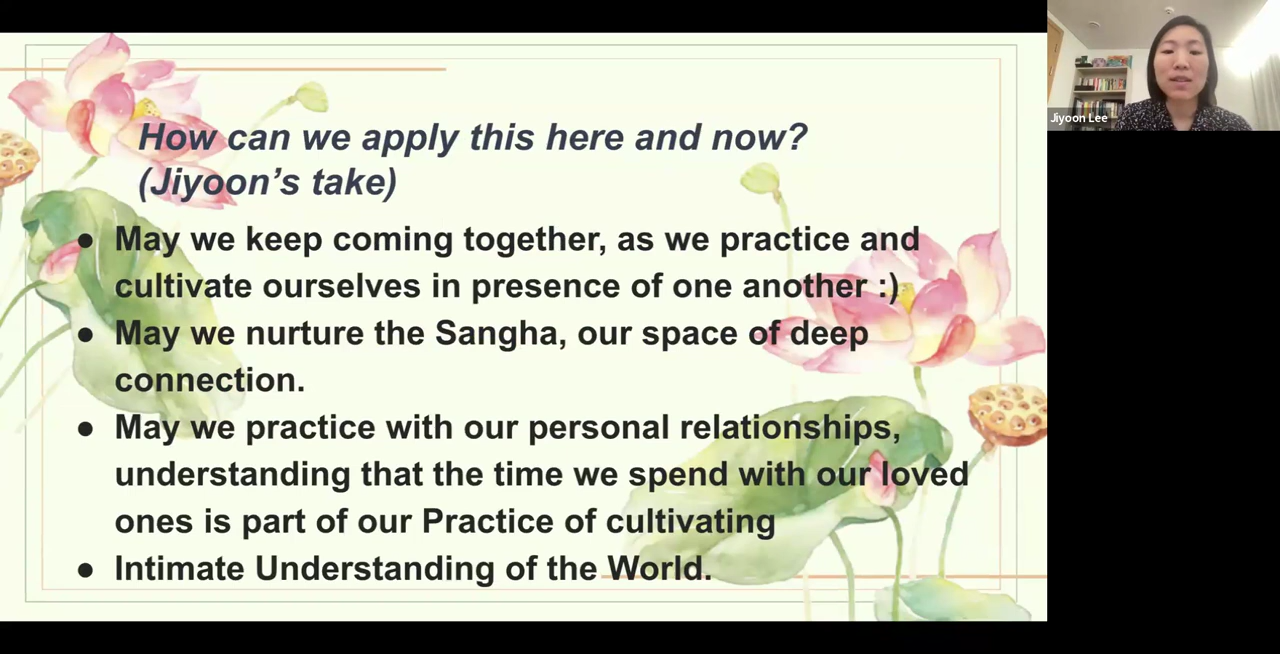 How can we apply this here and now?
(Jiyoon's take)
● May we keep coming together, as we practice and
cultivate ourselves in presence of one another :)
● May we nurture the Sangha, our space of deep
connection.
● May we practice with our personal relationships,
understanding that the time we spend with our loved
ones is part of our Practice of cultivating
● Intimate Understanding of the World.
Jiyoon Lee